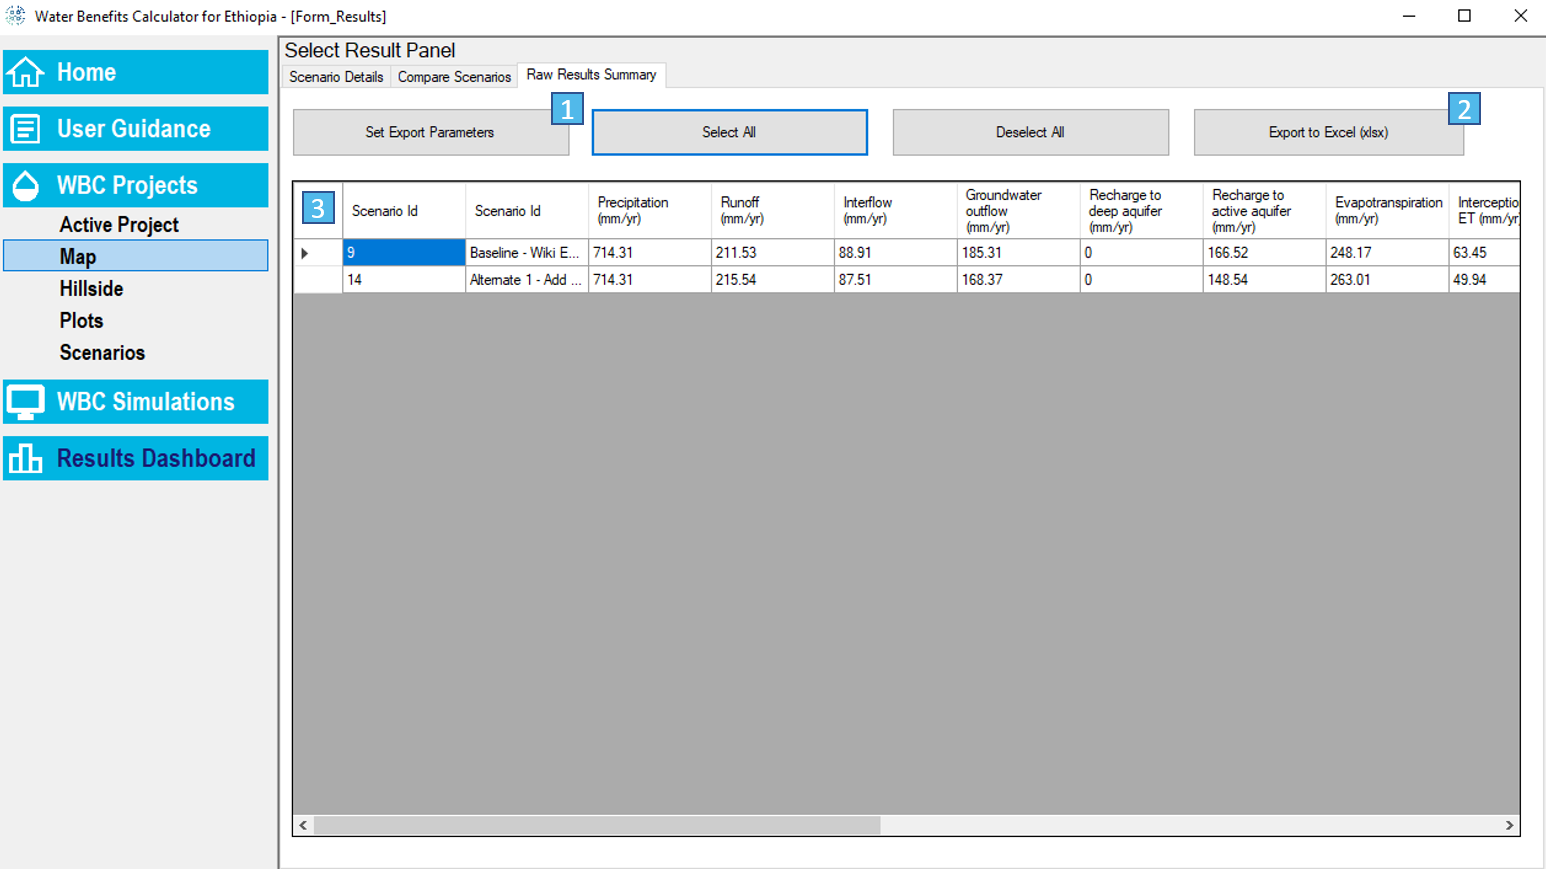 Water Benefits Calculator for Ethiopia - [Form_Results]
Home
User Guidance
WBC Projects
Active Project
Map
Hillside
Plots
Scenarios
WBC Simulations
Results Dashboard
Select Result Panel
Scenario Details
Compare Scenarios
Raw Results Summary
Set Export Parameters
1
Select All
Deselect All
Export to Excel (xlsx)
2
3
Scenario Id
Scenario Id
Precipitation
(mm/yr)
Runoff
(mm/yr)
Interflow
(mm/yr)
Groundwater
outflow
(mm/yr)
Recharge to
deep aquifer
(mm/yr)
Recharge to
active aquifer
(mm/yr)
Evapotranspiration
(mm/yr)
Interceptio
ET (mm/yr
9 Baseline - Wiki E... 714.31 211.53 88.91 185.31 0 166.52 248.17 63.45
14 Alternate 1 - Add ... 714.31 215.54 87.51 168.37 0 148.54 263.01 49.94